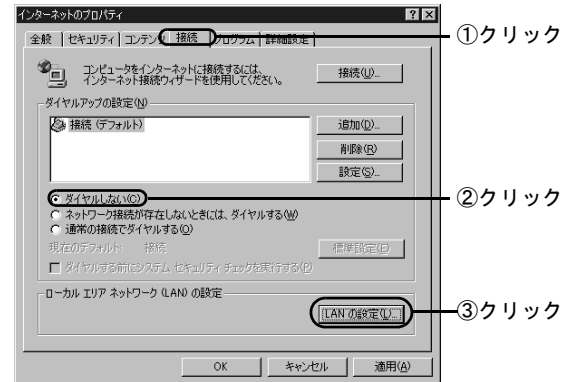 インターネットのプロパティ
全般 セキュリティ コンテンツ 接続 プログラム 詳細設定
①クリック
コンピュータをインターネットに接続するには、
インターネット接続ウィザードを使用してください。
接続(U)...
ダイヤルアップの設定(N)
接続 (デフォルト)
追加(D)...
削除(R)
設定(S)...
ダイヤルしない(C)
②クリック
ネットワーク接続が存在しないときには、ダイヤルする(W)
通常の接続でダイヤルする(O)
現在のデフォルト: 接続
標準設定(E)
ダイヤルする前にシステム セキュリティ チェックを実行する(P)
ローカル エリア ネットワーク (LAN) の設定
LAN の設定(L)...
③クリック
OK キャンセル 適用(A)